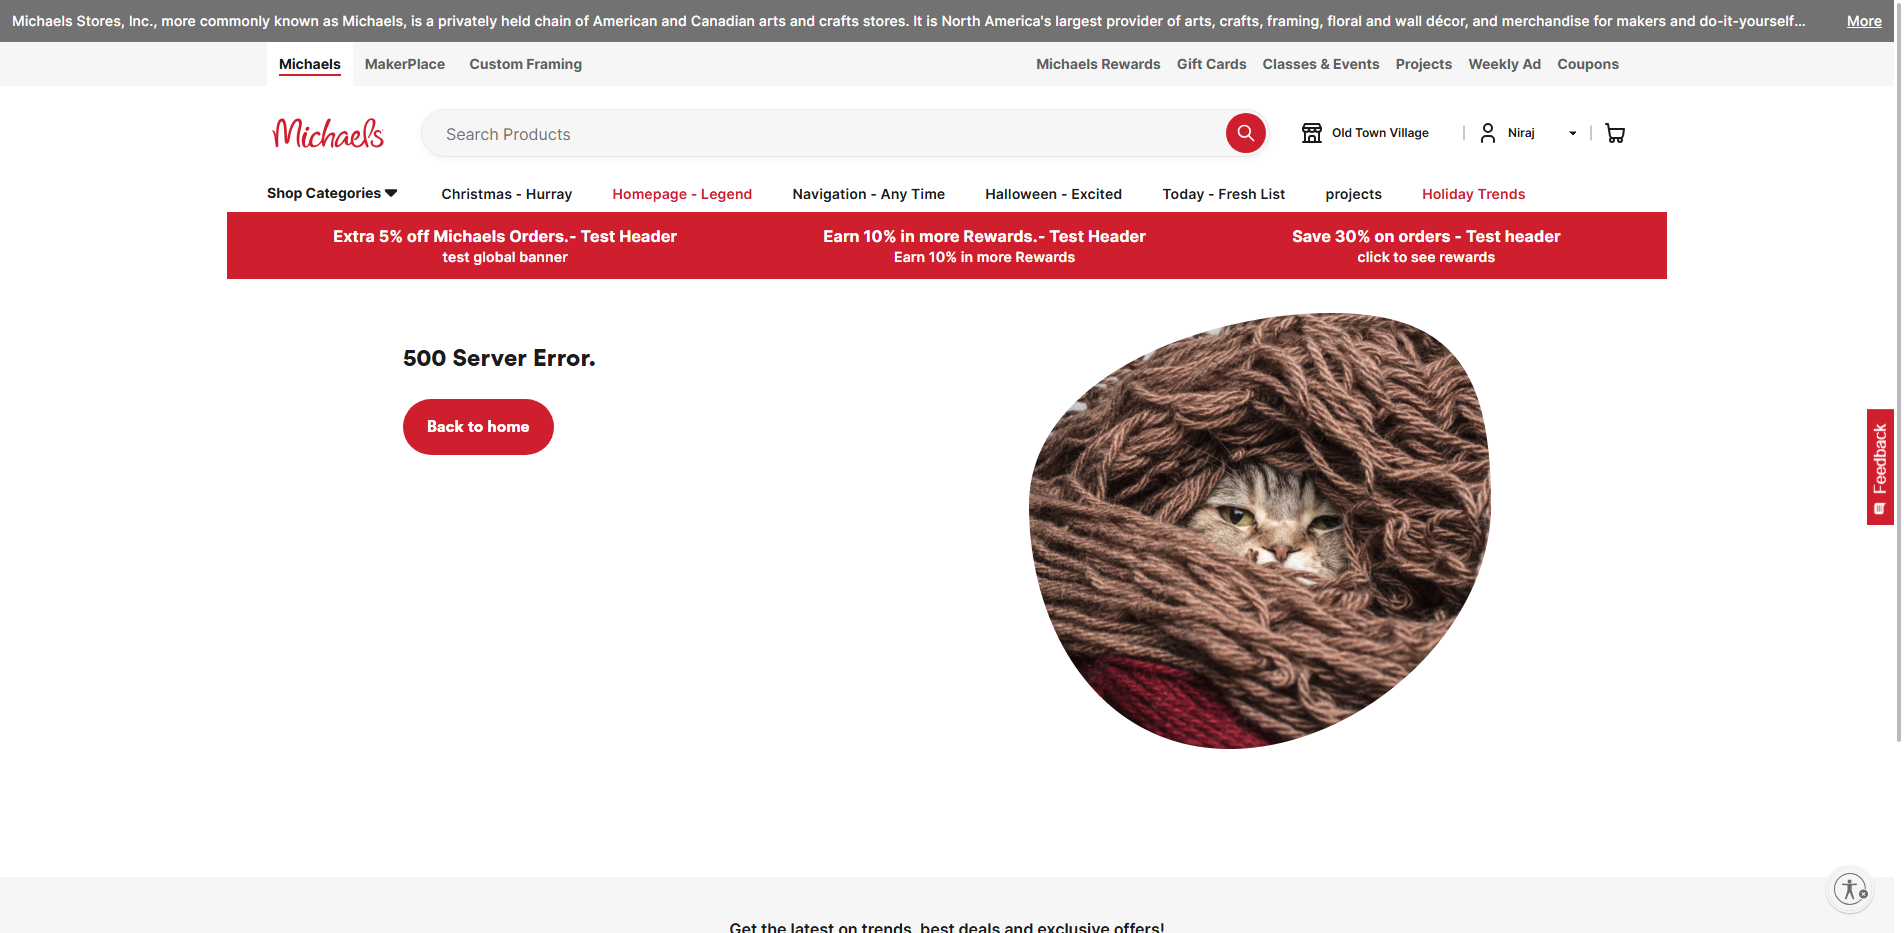 Michaels Stores, Inc., more commonly known as Michaels, is a privately held chain of American and Canadian arts and crafts stores. It is North America's largest provider of arts, crafts, framing, floral and wall décor, and merchandise for makers and do-it-yourself... More
Michaels MakerPlace Custom Framing Michaels Rewards Gift Cards Classes & Events Projects Weekly Ad Coupons
Michaels Search Products Old Town Village Niraj
Shop Categories Christmas - Hurray Homepage - Legend Navigation - Any Time Halloween - Excited Today - Fresh List projects Holiday Trends
Extra 5% off Michaels Orders.- Test Header Earn 10% in more Rewards.- Test Header Save 30% on orders - Test header
test global banner Earn 10% in more Rewards click to see rewards
500 Server Error.
Back to home
Feedback
Get the latest on trends, best deals and exclusive offers!